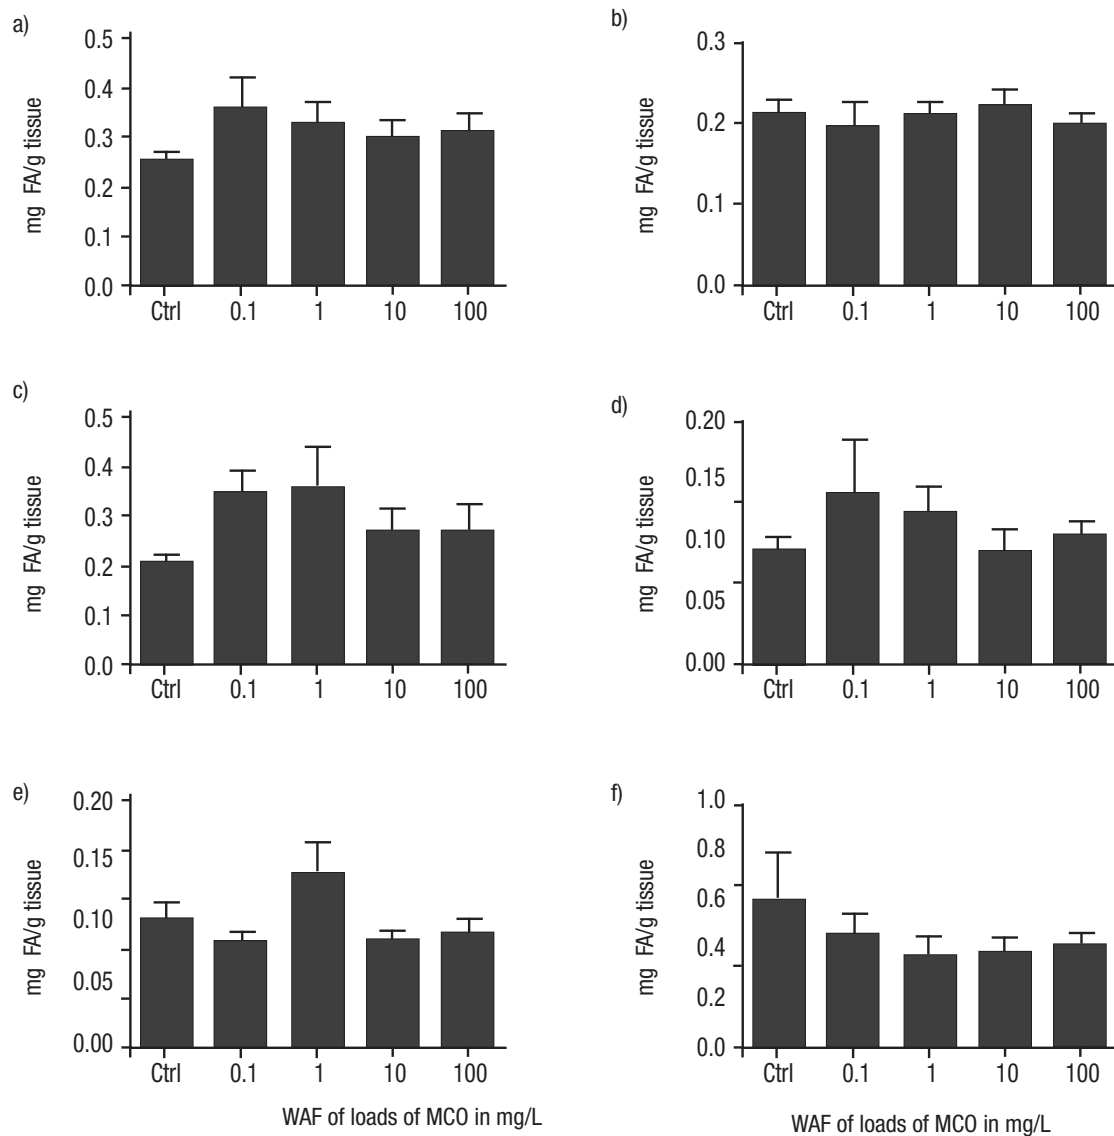 a)
mg FA/g tissue
0.5
0.4
0.3
0.2
0.1
0.0
Ctrl 0.1 1 10 100
b)
mg FA/g tissue
0.3
0.2
0.1
0.0
Ctrl 0.1 1 10 100
c)
mg FA/g tissue
0.5
0.4
0.3
0.2
0.1
0.0
Ctrl 0.1 1 10 100
d)
mg FA/g tissue
0.20
0.15
0.10
0.05
0.00
Ctrl 0.1 1 10 100
e)
mg FA/g tissue
0.20
0.15
0.10
0.05
0.00
Ctrl 0.1 1 10 100
WAF of loads of MCO in mg/L
f)
mg FA/g tissue
1.0
0.8
0.6
0.4
0.2
0.0
Ctrl 0.1 1 10 100
WAF of loads of MCO in mg/L